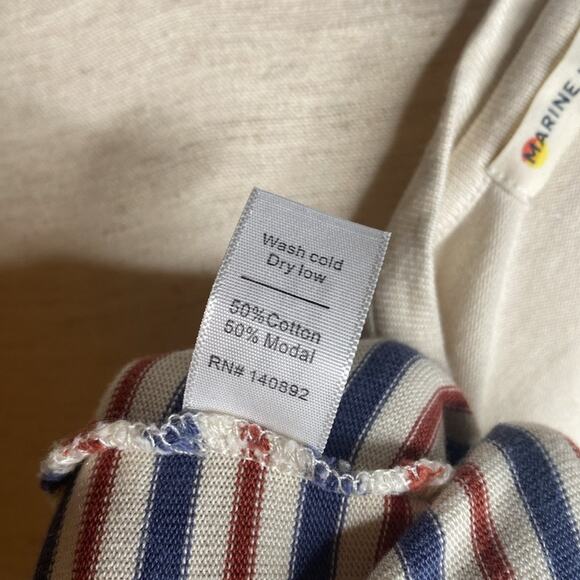 MARINE
Wash cold
Dry low
50%Cotton
50% Modal
RN# 140892